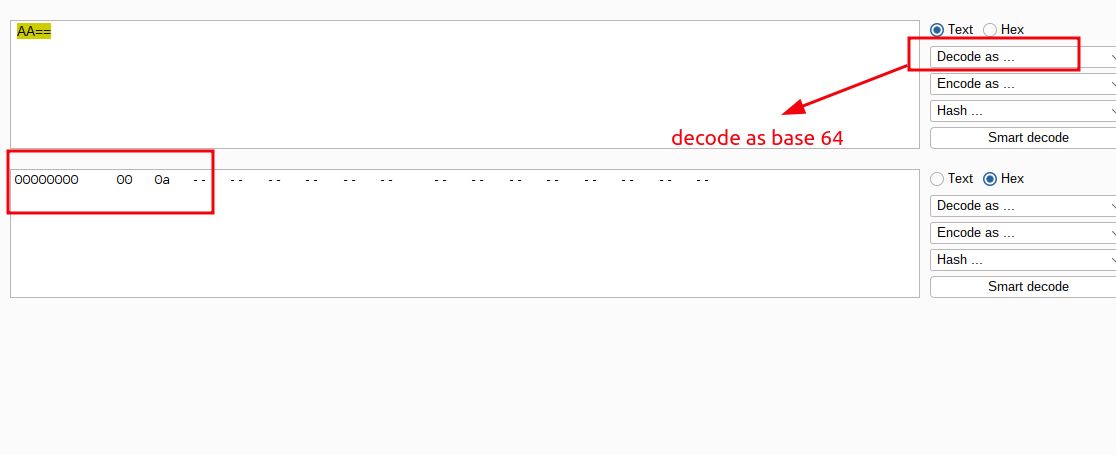 AA==
Text Hex
Decode as ...
Encode as ...
Hash ...
Smart decode
decode as base 64
00000000 00 0a -- -- -- -- -- -- -- -- -- -- -- -- -- --
Text Hex
Decode as ...
Encode as ...
Hash ...
Smart decode